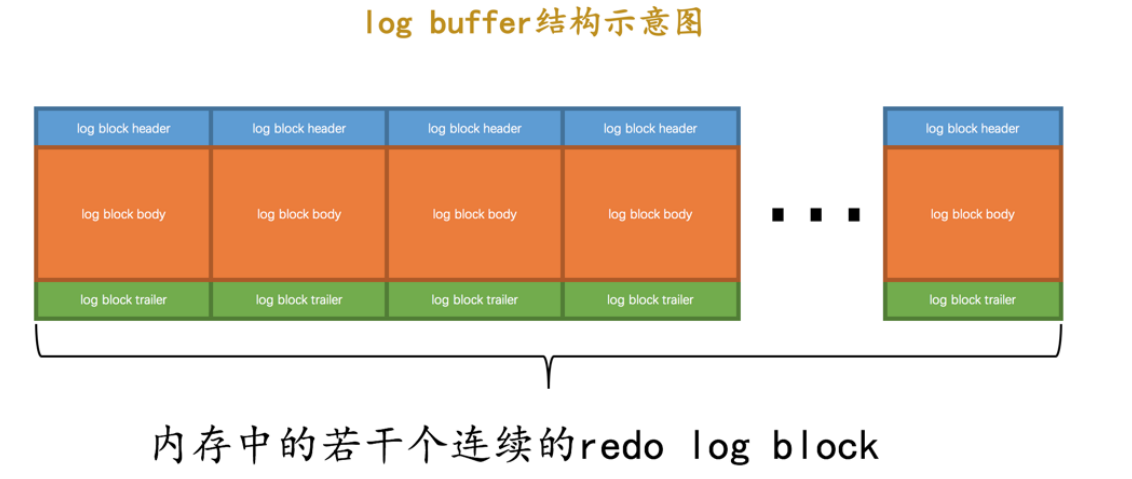 log buffer结构示意图
log block header log block header log block header log block header log block header
log block body log block body log block body log block body log block body
log block trailer log block trailer log block trailer log block trailer log block trailer
内存中的若干个连续的redo log block